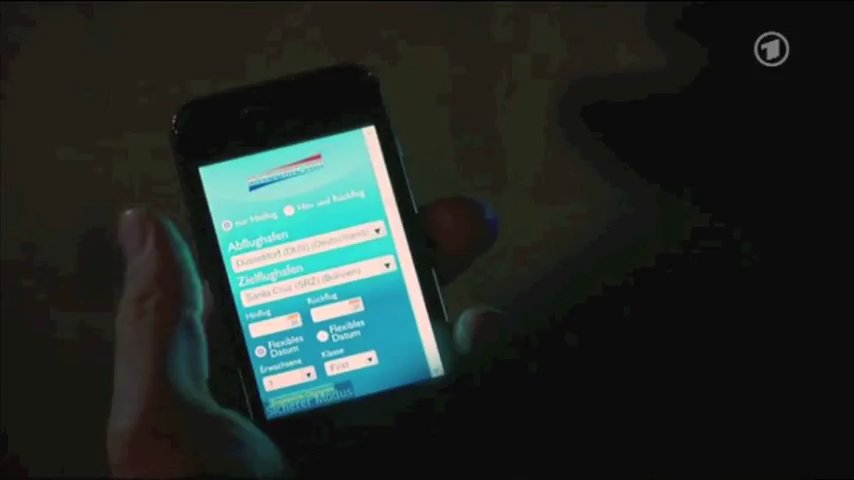 nur Hinflug Hin- und Rückflug
Abflughafen
Düsseldorf (DUS) (Deutschland)
Zielflughafen
Santa Cruz (SRZ) (Bolivien)
Hinflug Rückflug
Flexibles Datum Flexibles Datum
Erwachsene Klasse
1 First
Sicherer Modus
1